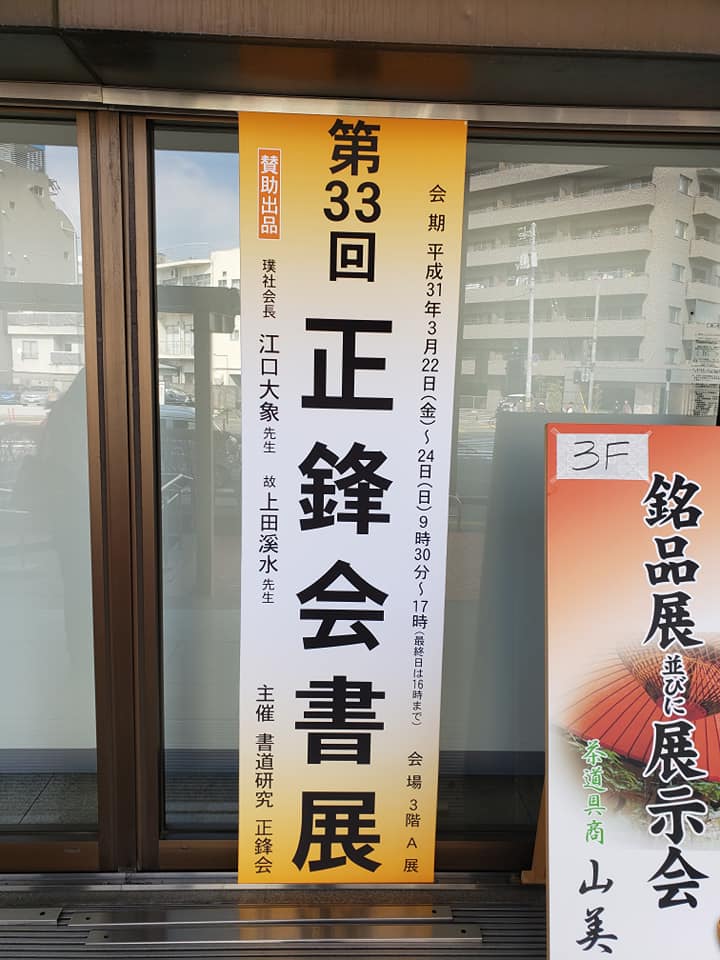 会期 平成31年3月22日(金)～24日(日)9時30分～17時(最終日は16時まで) 会場3階A展
第33回 正鋒会書展
賛助出品
璞社会長 江口大象先生 故 上田溪水先生
主催 書道研究 正鋒会
3F
銘品展並びに展示会
茶道具商 山美